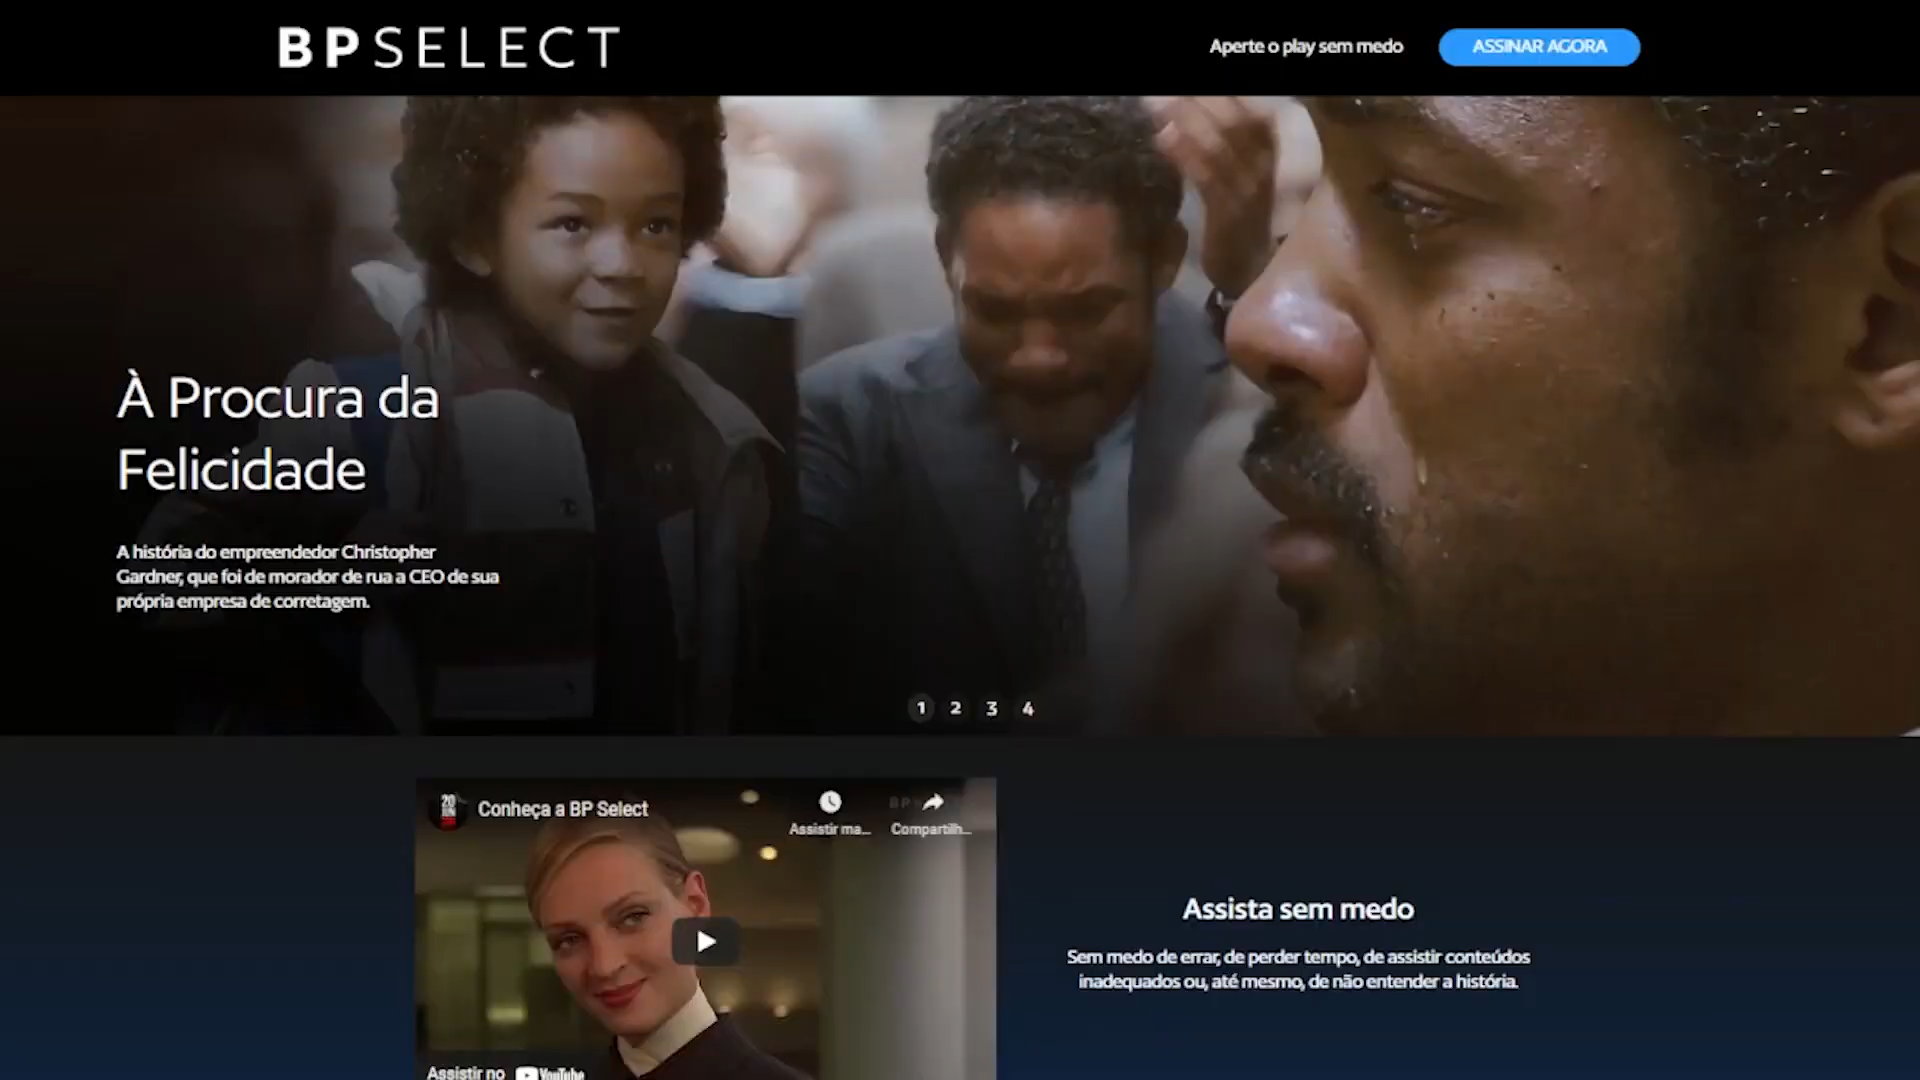 BPSELECT
Aperte o play sem medo
ASSINAR AGORA
À Procura da
Felicidade
A história do empreendedor Christopher
Gardner, que foi de morador de rua a CEO de sua
própria empresa de corretagem.
1 2 3 4
20
Conheça a BP Select
Assistir ma...
Compartilh...
BP
Assista sem medo
Sem medo de errar, de perder tempo, de assistir conteúdos
inadequados ou, até mesmo, de não entender a história.
Assistir no YouTube